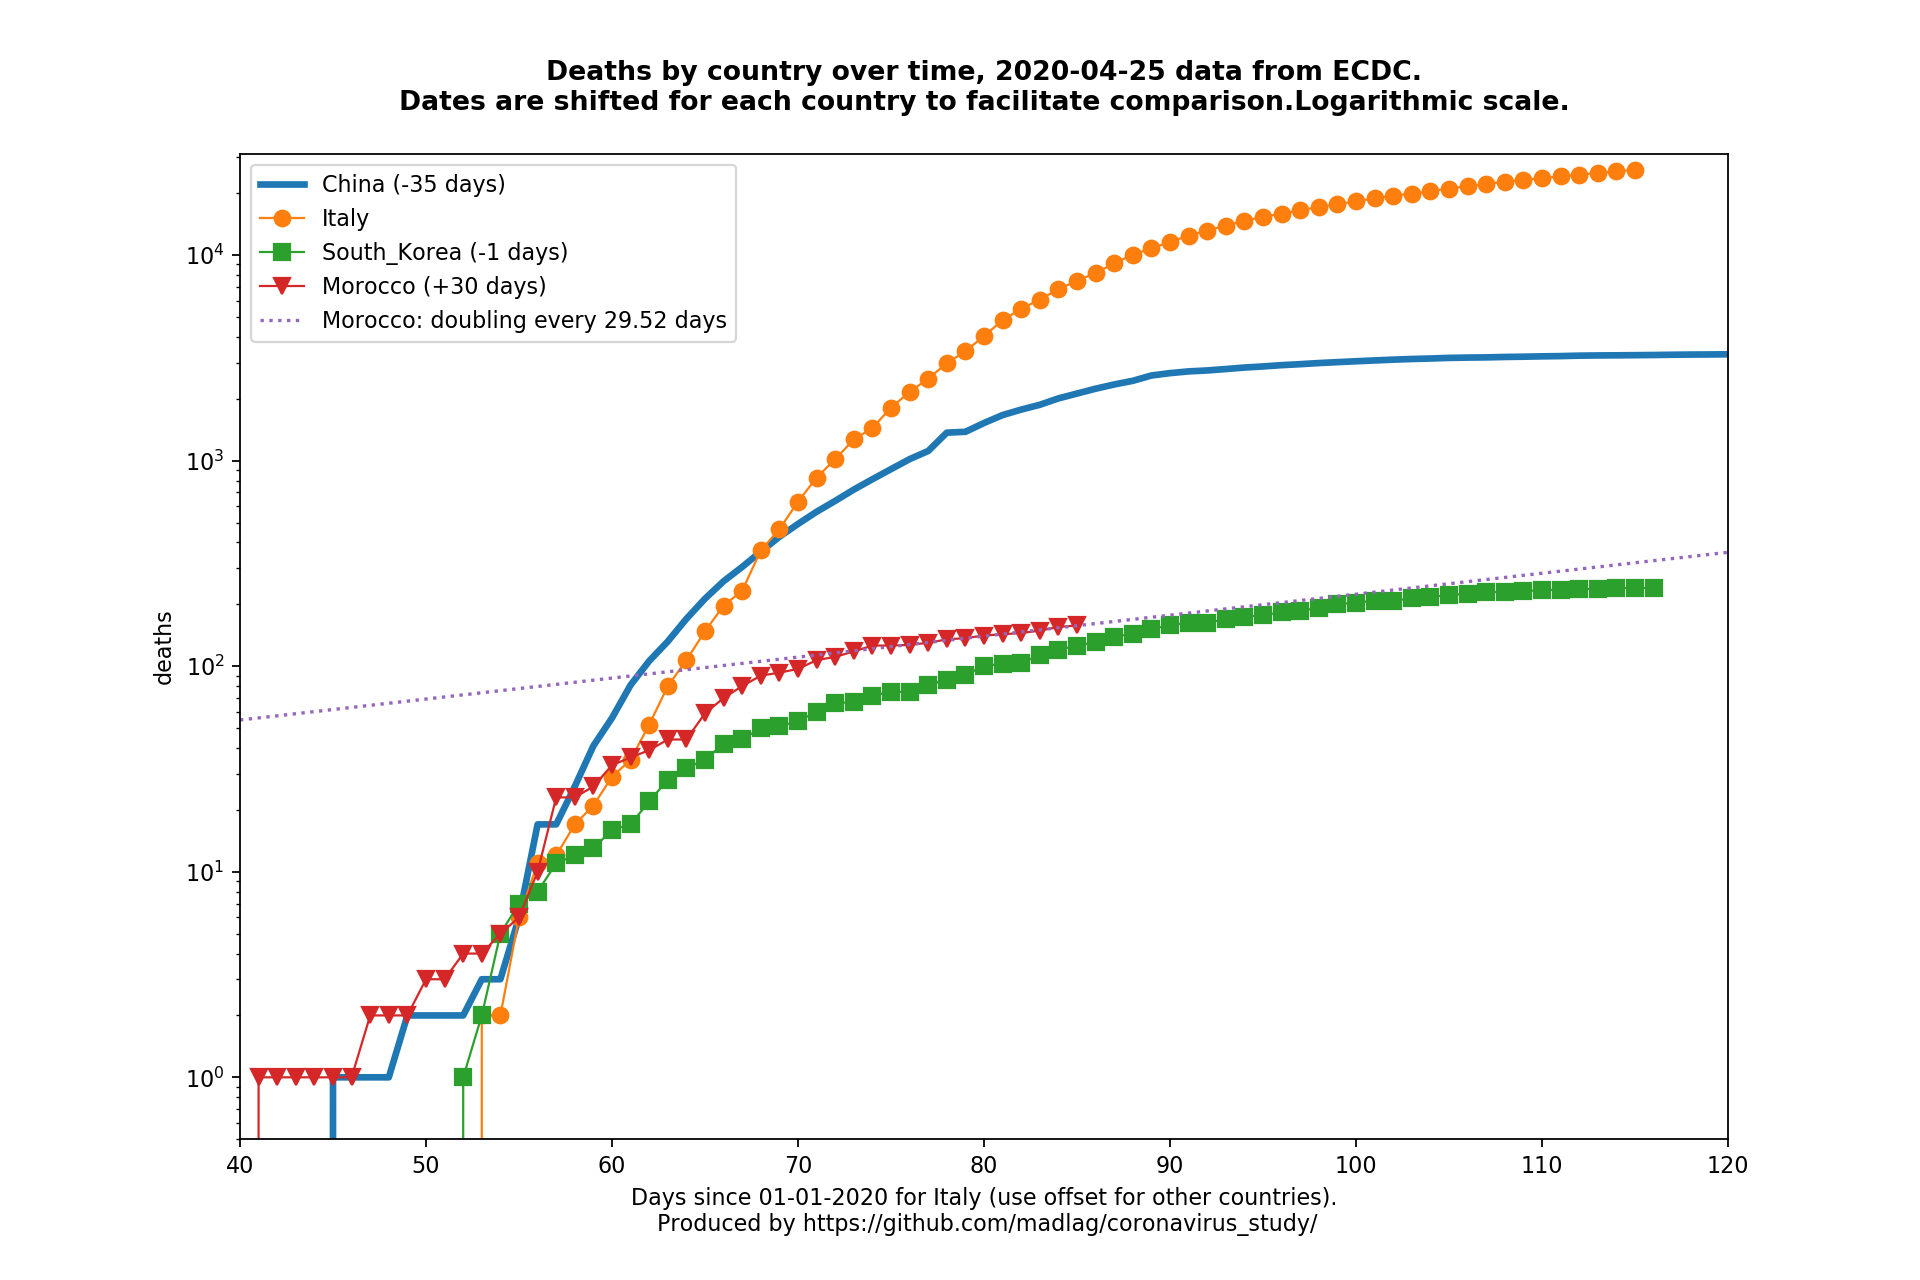 Deaths by country over time, 2020-04-25 data from ECDC.
Dates are shifted for each country to facilitate comparison.Logarithmic scale.
China (-35 days)
Italy
South_Korea (-1 days)
Morocco (+30 days)
Morocco: doubling every 29.52 days
deaths
10⁴
10³
10²
10¹
10⁰
40 50 60 70 80 90 100 110 120
Days since 01-01-2020 for Italy (use offset for other countries).
Produced by https://github.com/madlag/coronavirus_study/